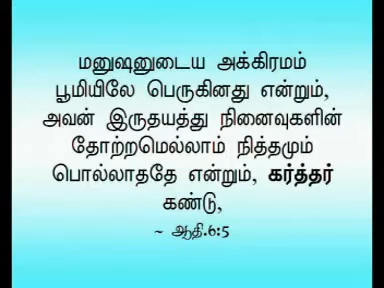 மனுஷனுடைய அக்கிரமம்
பூமியிலே பெருகினது என்றும்,
அவன் இருதயத்து நினைவுகளின்
தோற்றமெல்லாம் நித்தமும்
பொல்லாததே என்றும், கர்த்தர்
கண்டு,
~ ஆதி.6:5